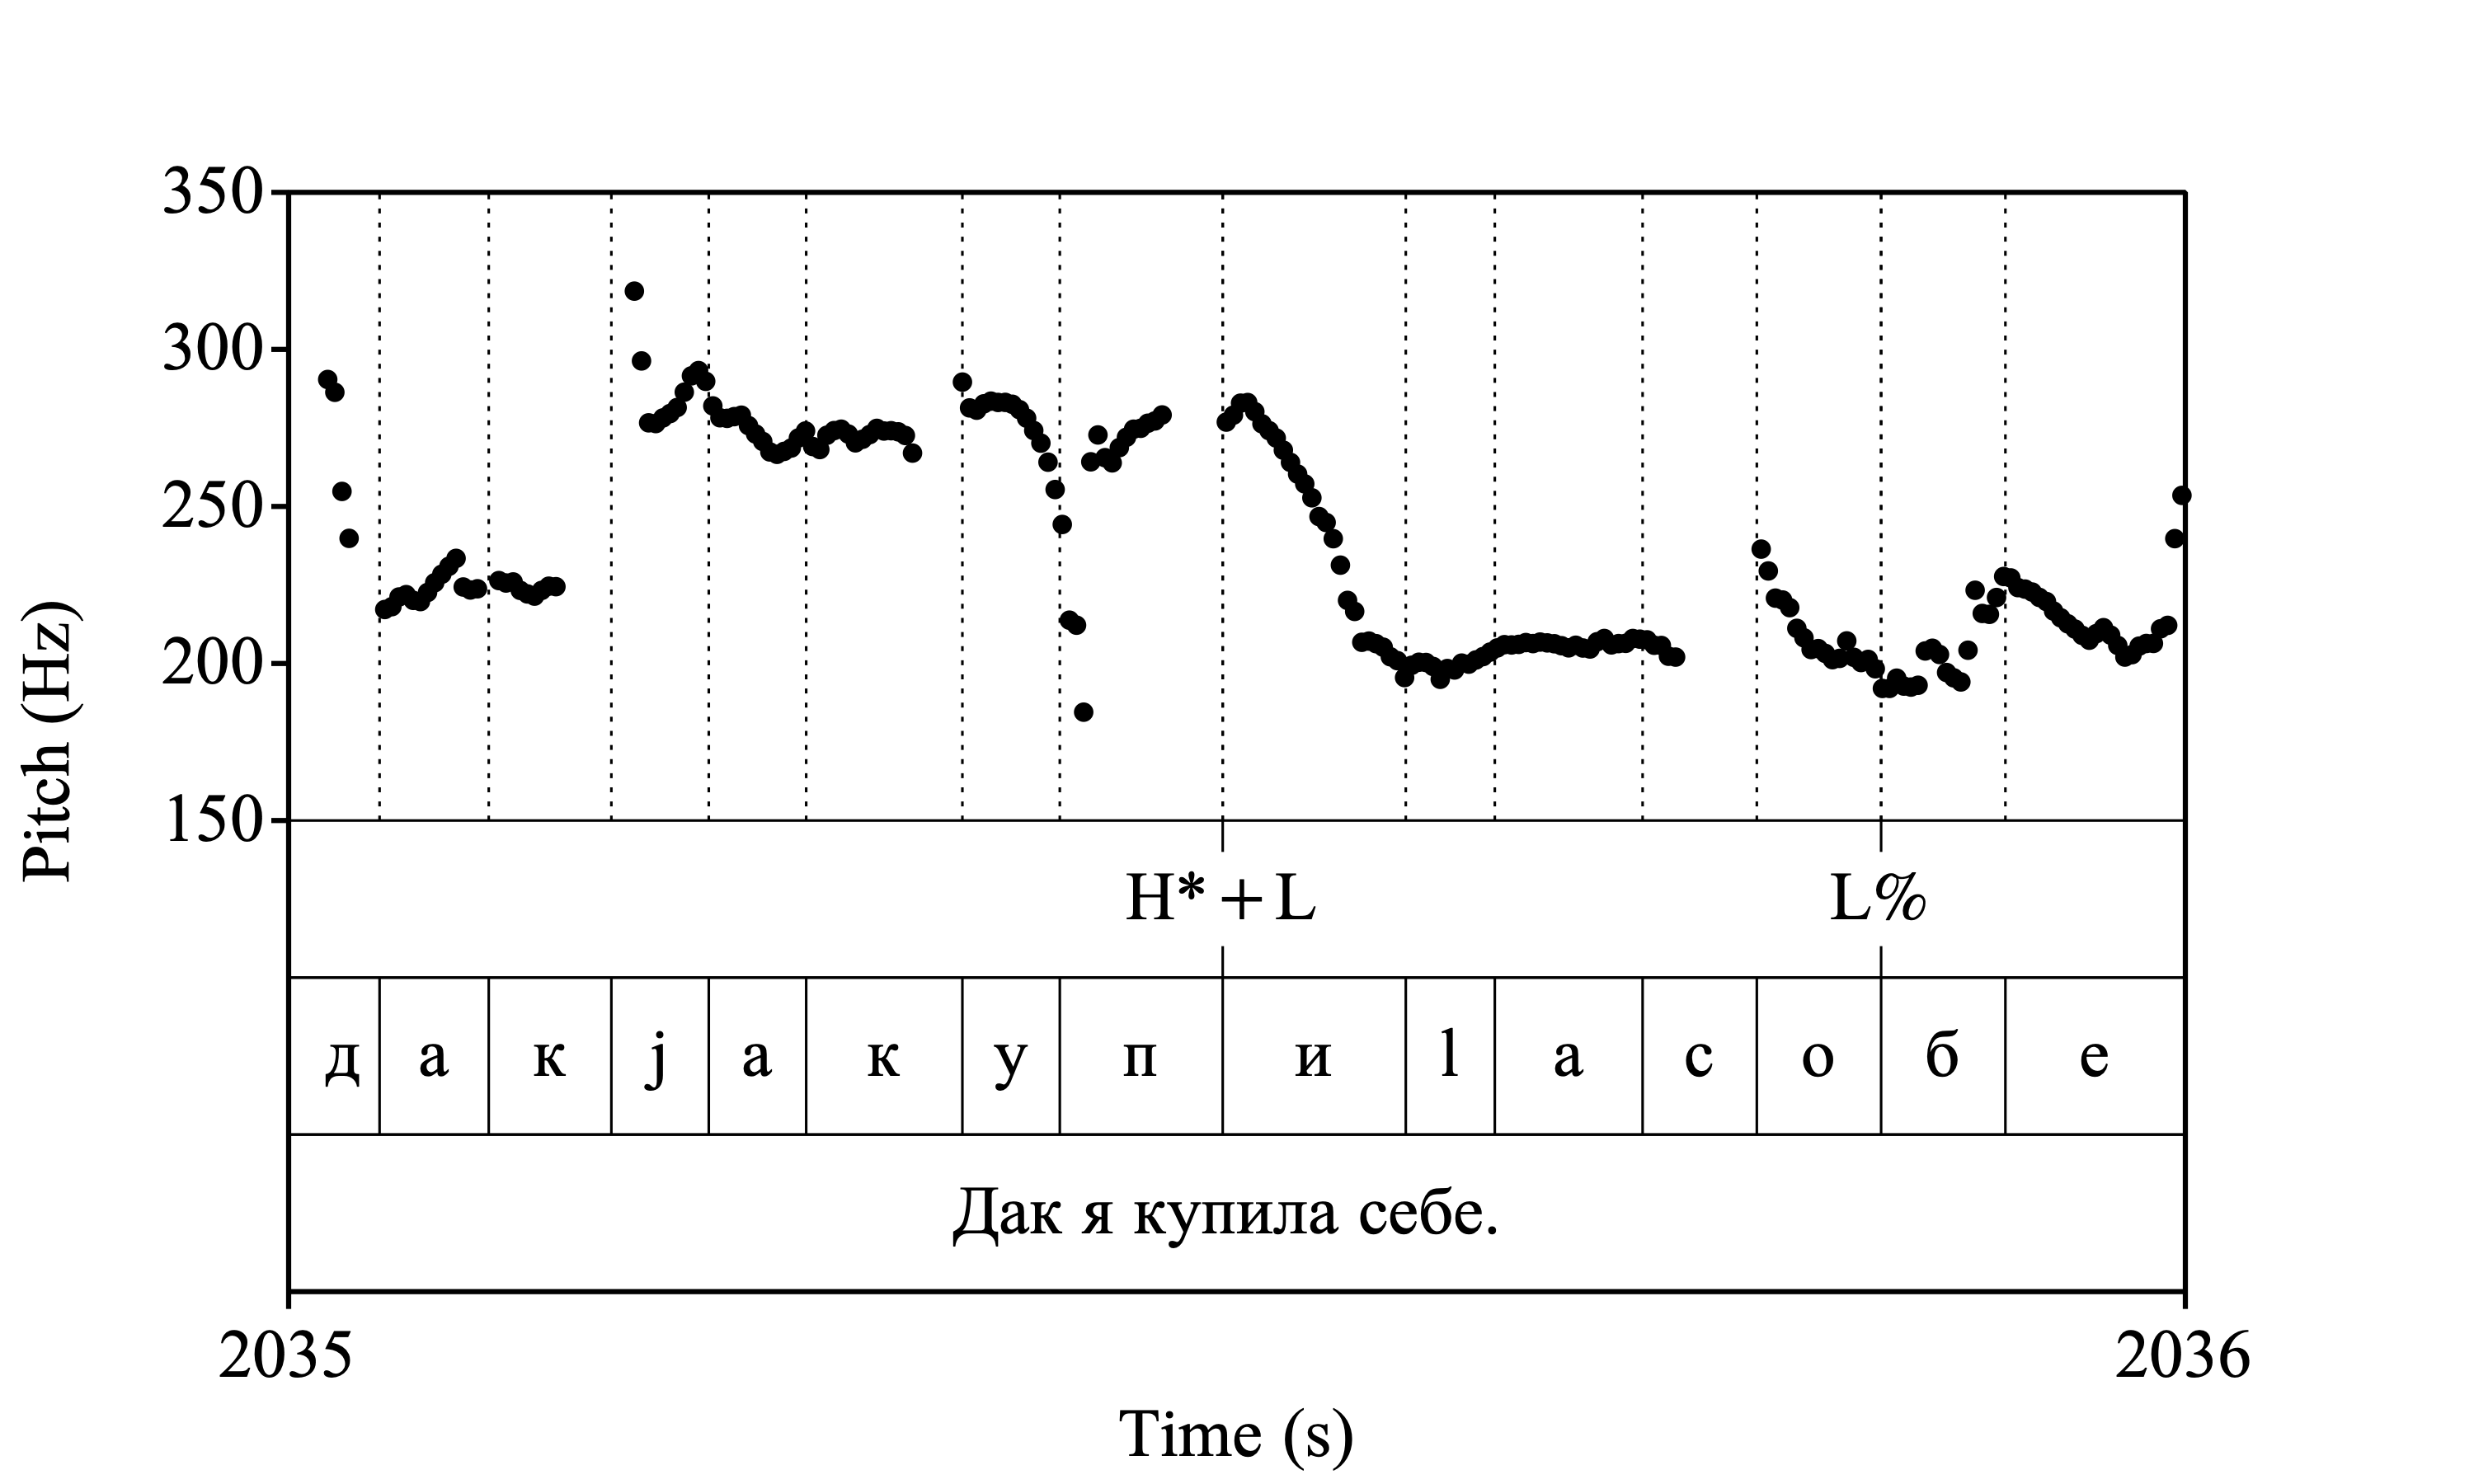 350
300
250
200
150
Pitch (Hz)
H* + L L%
д а к j а к у п и l а с о б е
Дак я купила себе.
2035 2036
Time (s)